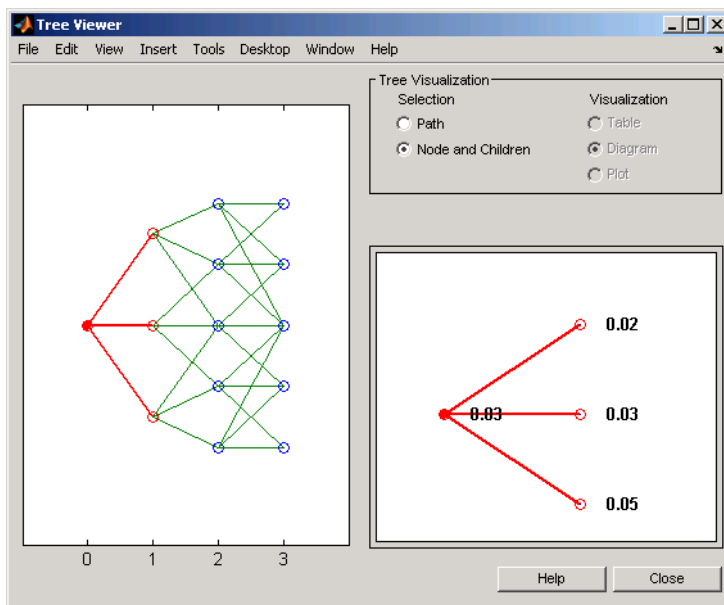 Tree Viewer
File Edit View Insert Tools Desktop Window Help
Tree Visualization
Selection
Path
Node and Children
Visualization
Table
Diagram
Plot
0 1 2 3
0.02
0.03 0.03
0.05
Help Close